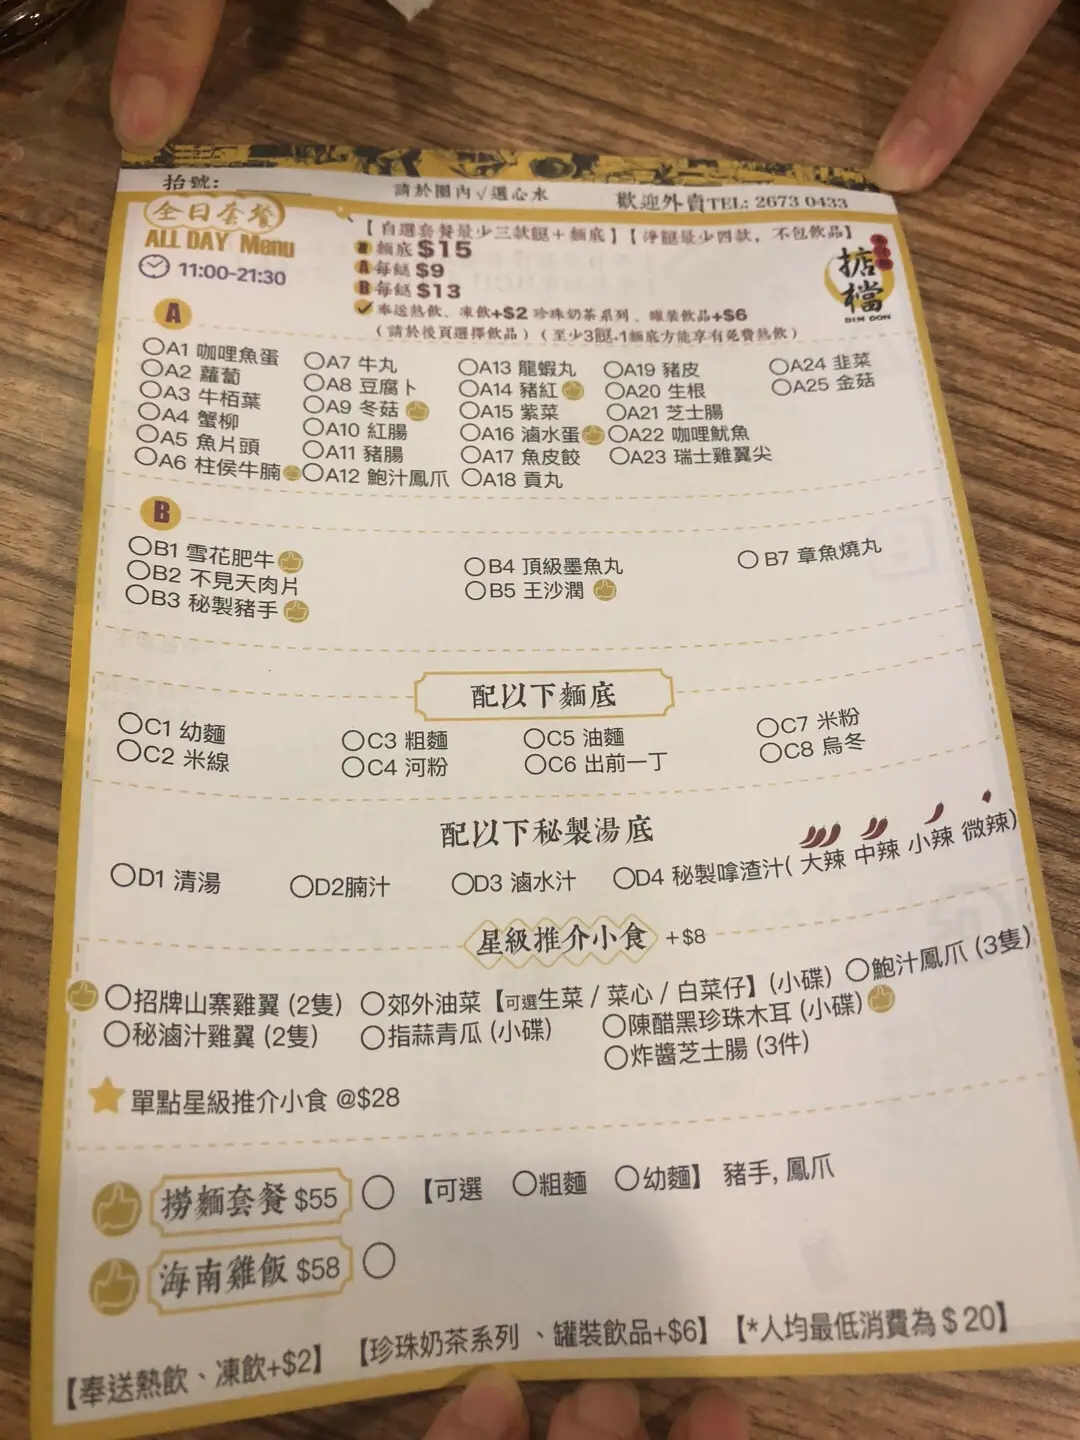 抬號:
請於圈內√選心水
歡迎外賣TEL: 2673 0433
全日套餐
ALL DAY Menu
11:00-21:30
【自選套餐最少三款餸+麵底】【淨餸最少四款，不包飲品】
麵底 $15
A 每餸 $9
B 每餸 $13
奉送熱飲、凍飲+$2 珍珠奶茶系列、罐裝飲品+$6
(請於後頁選擇飲品) (至少3餸+1麵底方能享有免費熱飲)
掂檔
DIM DON
A
A1 咖哩魚蛋
A2 蘿蔔
A3 牛栢葉
A4 蟹柳
A5 魚片頭
A6 柱侯牛腩
A7 牛丸
A8 豆腐卜
A9 冬菇
A10 紅腸
A11 豬腸
A12 鮑汁鳳爪
A13 龍蝦丸
A14 豬紅
A15 紫菜
A16 滷水蛋
A17 魚皮餃
A18 貢丸
A19 豬皮
A20 生根
A21 芝士腸
A22 咖哩魷魚
A23 瑞士雞翼尖
A24 韭菜
A25 金菇
B
B1 雪花肥牛
B2 不見天肉片
B3 秘製豬手
B4 頂級墨魚丸
B5 王沙潤
B7 章魚燒丸
配以下麵底
C1 幼麵
C2 米線
C3 粗麵
C4 河粉
C5 油麵
C6 出前一丁
C7 米粉
C8 烏冬
配以下秘製湯底
D1 清湯
D2腩汁
D3 滷水汁
D4 秘製嗱渣汁( 大辣 中辣 小辣 微辣)
星級推介小食 +$8
招牌山寨雞翼 (2隻)
郊外油菜【可選生菜 / 菜心 / 白菜仔】(小碟)
鮑汁鳳爪 (3隻)
秘滷汁雞翼 (2隻)
指蒜青瓜 (小碟)
陳醋黑珍珠木耳 (小碟)
炸醬芝士腸 (3件)
單點星級推介小食 @$28
撈麵套餐 $55
【可選 粗麵 幼麵】 豬手, 鳳爪
海南雞飯 $58
【奉送熱飲、凍飲+$2】 【珍珠奶茶系列、罐裝飲品+$6】 【*人均最低消費為 $ 20】